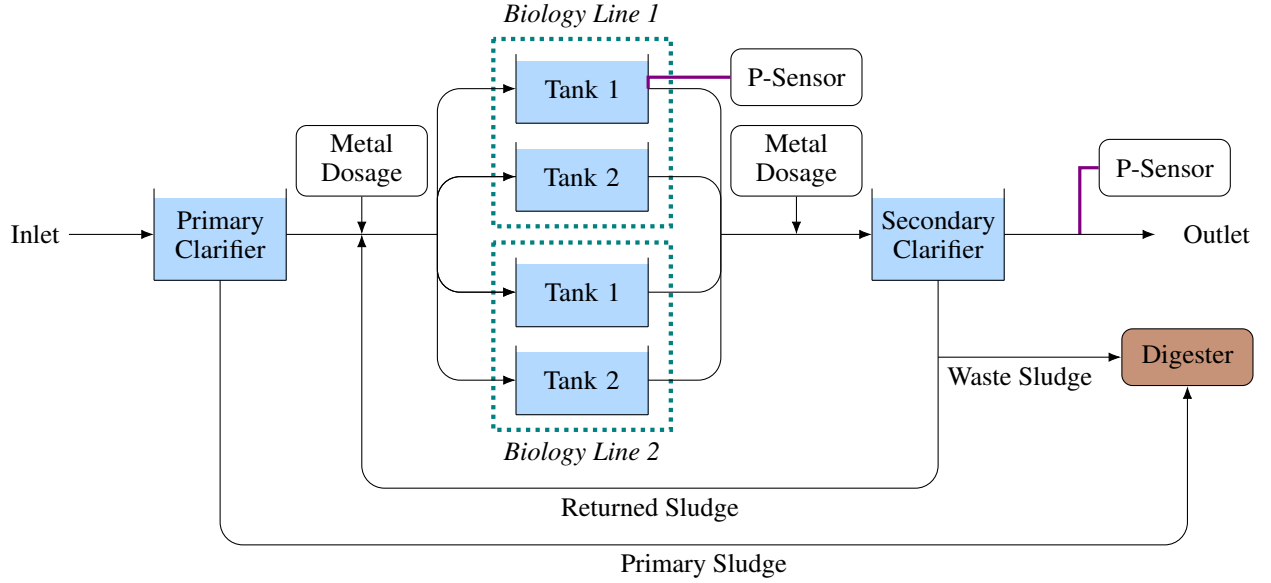 Biology Line 1
Tank 1
P-Sensor
Metal
Dosage
Tank 2
Metal
Dosage
P-Sensor
Inlet
Primary
Clarifier
Secondary
Clarifier
Outlet
Tank 1
Tank 2
Digester
Waste Sludge
Biology Line 2
Returned Sludge
Primary Sludge